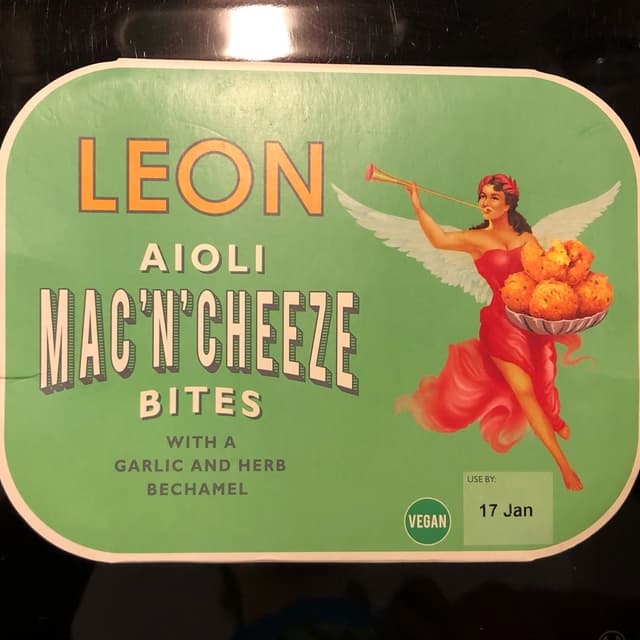 LEON
AIOLI
MAC'N'CHEEZE
BITES
WITH A
GARLIC AND HERB
BECHAMEL
VEGAN
USE BY:
17 Jan